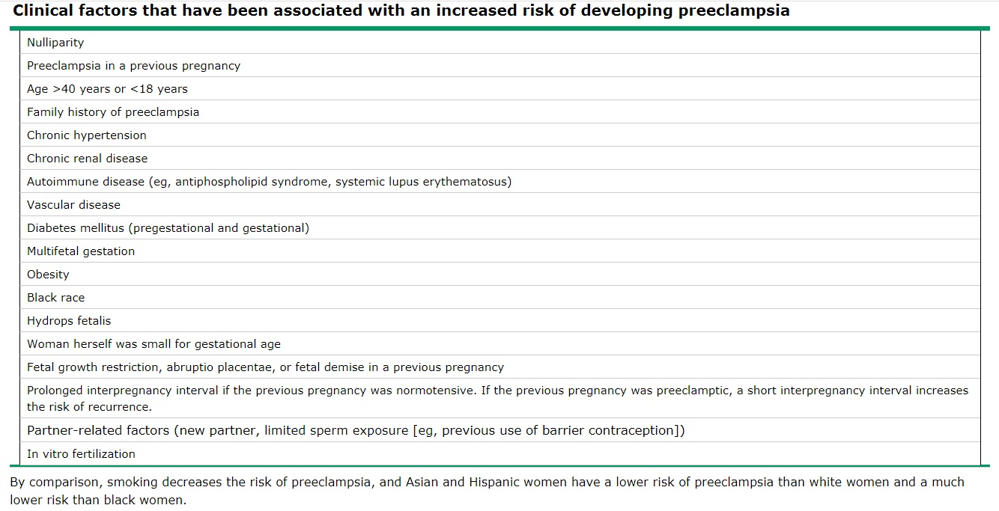 Clinical factors that have been associated with an increased risk of developing preeclampsia
Nulliparity
Preeclampsia in a previous pregnancy
Age >40 years or <18 years
Family history of preeclampsia
Chronic hypertension
Chronic renal disease
Autoimmune disease (eg, antiphospholipid syndrome, systemic lupus erythematosus)
Vascular disease
Diabetes mellitus (pregestational and gestational)
Multifetal gestation
Obesity
Black race
Hydrops fetalis
Woman herself was small for gestational age
Fetal growth restriction, abruptio placentae, or fetal demise in a previous pregnancy
Prolonged interpregnancy interval if the previous pregnancy was normotensive. If the previous pregnancy was preeclamptic, a short interpregnancy interval increases
the risk of recurrence.
Partner-related factors (new partner, limited sperm exposure [eg, previous use of barrier contraception])
In vitro fertilization
By comparison, smoking decreases the risk of preeclampsia, and Asian and Hispanic women have a lower risk of preeclampsia than white women and a much
lower risk than black women.